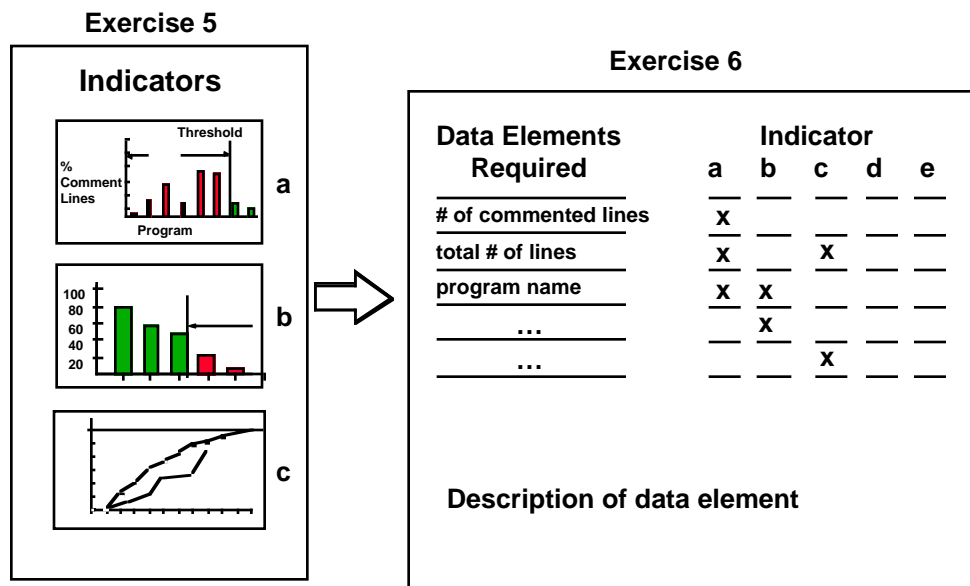 Exercise 5
Indicators
Threshold
%
Comment
Lines
Program
a
100
80
60
40
20
b
c
Exercise 6
Data Elements Indicator
Required a b c d e
# of commented lines x
total # of lines x x
program name x x
... x
... x
Description of data element